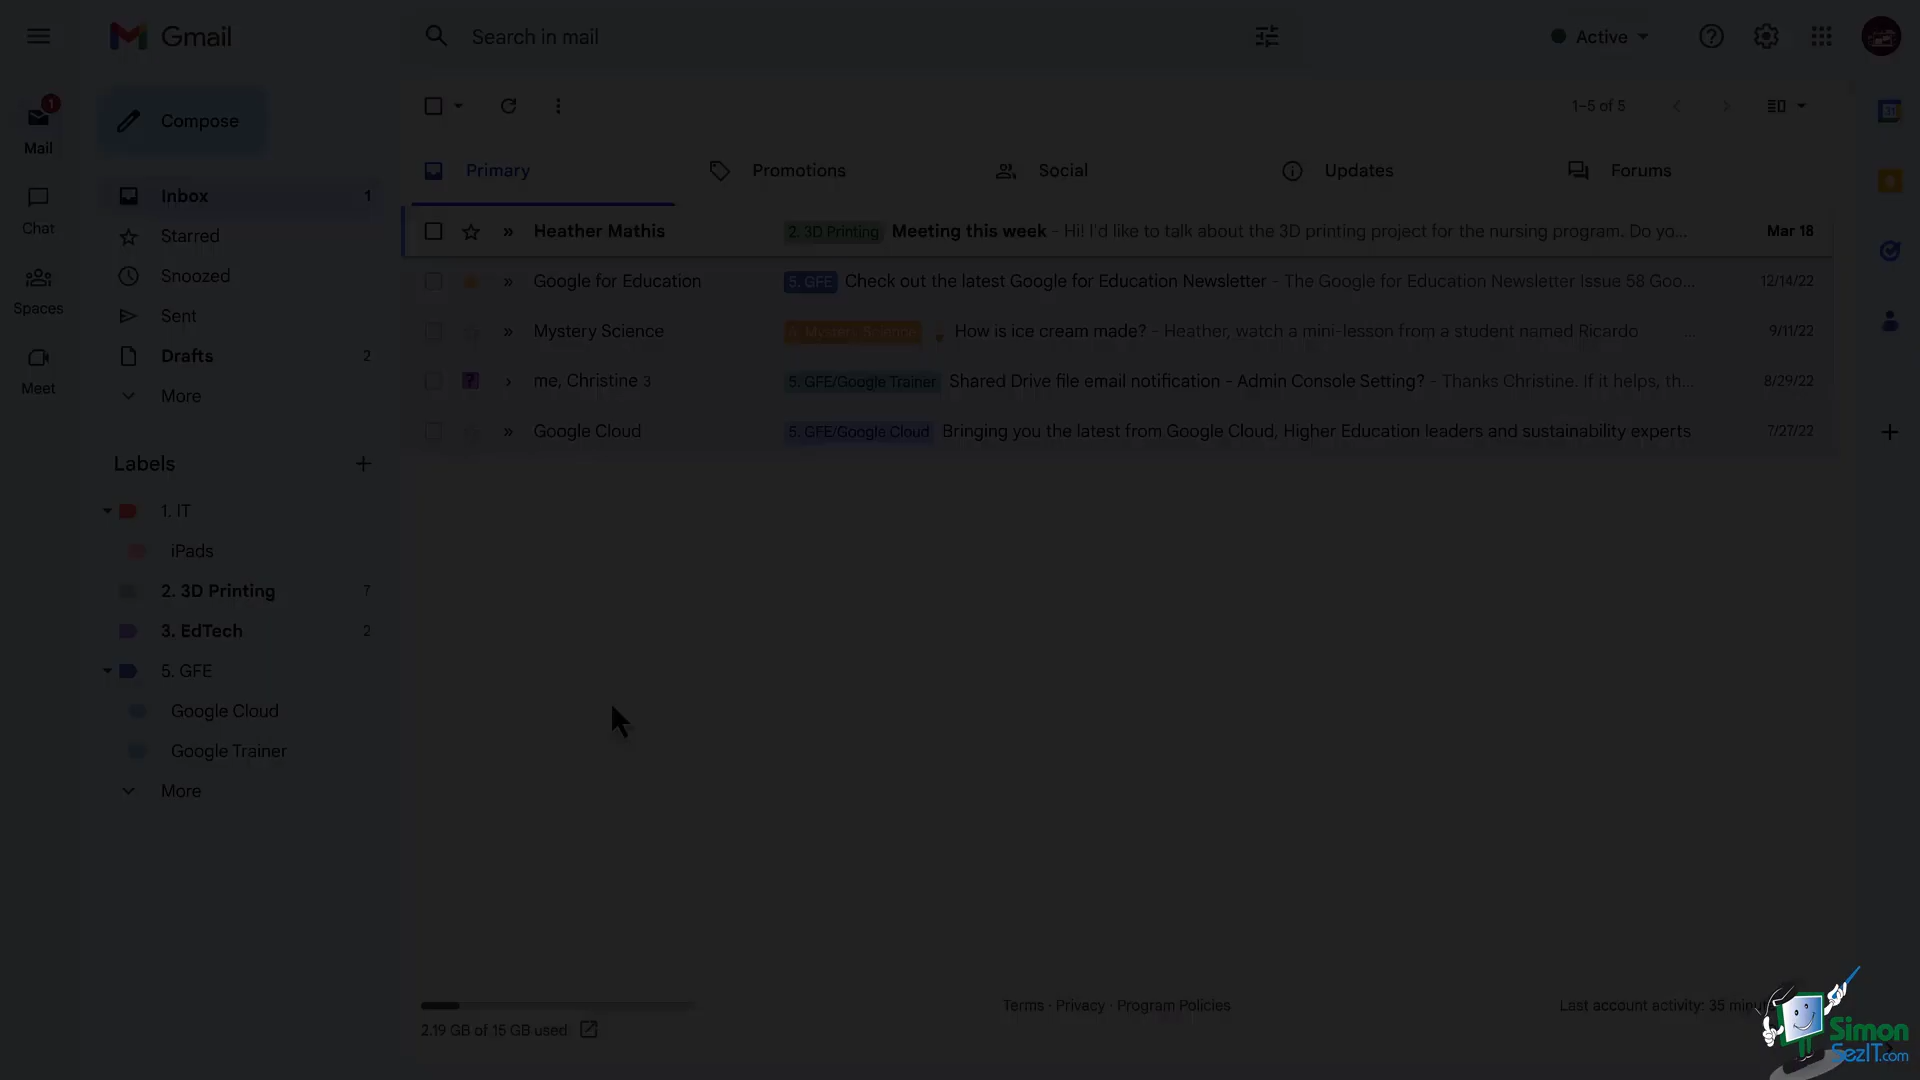 Gmail
Search in mail
Active
1
Mail
Compose
1–5 of 5
31
Primary
Promotions
Social
Updates
Forums
Inbox 1
Chat
Starred
Snoozed
Spaces
Sent
Drafts 2
Meet
More
Heather Mathis 2. 3D Printing Meeting this week - Hi! I'd like to talk about the 3D printing project for the nursing program. Do yo... Mar 18
Google for Education 5. GFE Check out the latest Google for Education Newsletter - The Google for Education Newsletter Issue 58 Goo... 12/14/22
Mystery Science Mystery Science How is ice cream made? - Heather, watch a mini-lesson from a student named Ricardo ... 9/11/22
? me, Christine 3 5. GFE/Google Trainer Shared Drive file email notification - Admin Console Setting? - Thanks Christine. If it helps, th... 8/29/22
Google Cloud 5. GFE/Google Cloud Bringing you the latest from Google Cloud, Higher Education leaders and sustainability experts 7/27/22
Labels
1. IT
iPads
2. 3D Printing 7
3. EdTech 2
5. GFE
Google Cloud
Google Trainer
More
Terms · Privacy · Program Policies
Last account activity: 35
2.19 GB of 15 GB used
Simon
SezIT.com